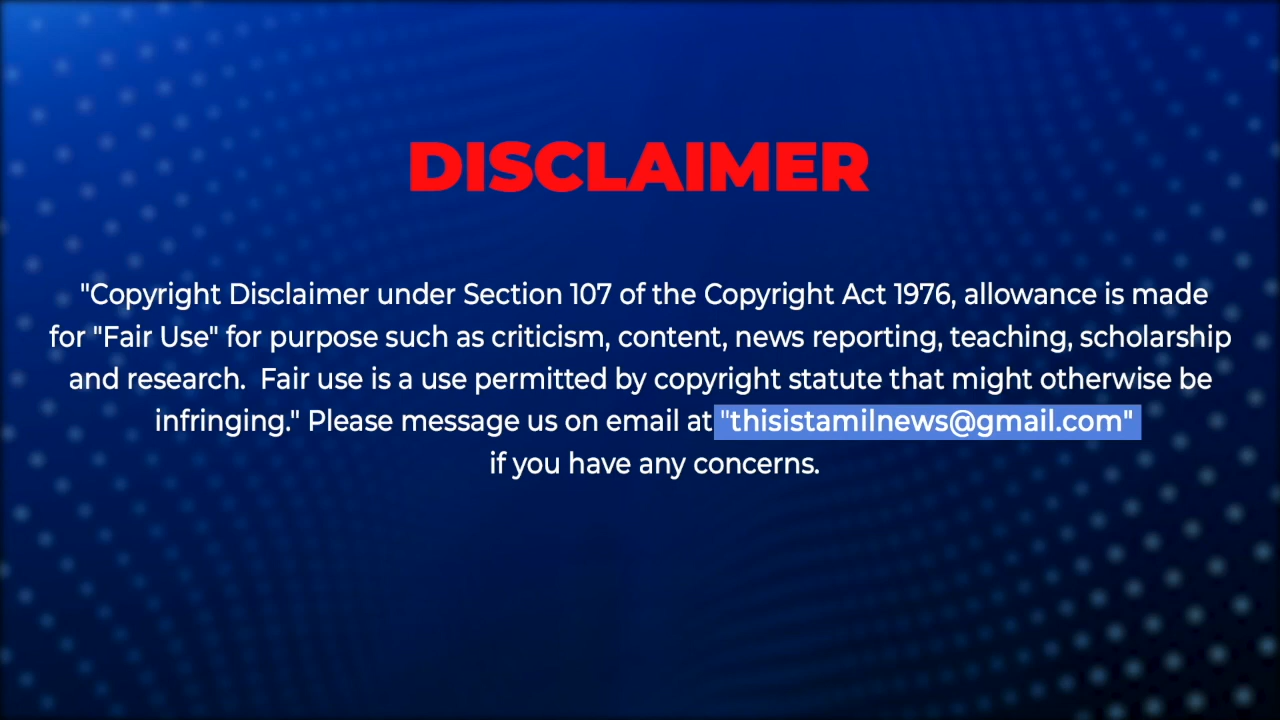 DISCLAIMER
"Copyright Disclaimer under Section 107 of the Copyright Act 1976, allowance is made
for "Fair Use" for purpose such as criticism, content, news reporting, teaching, scholarship
and research.  Fair use is a use permitted by copyright statute that might otherwise be
infringing." Please message us on email at "thisistamilnews@gmail.com"
if you have any concerns.